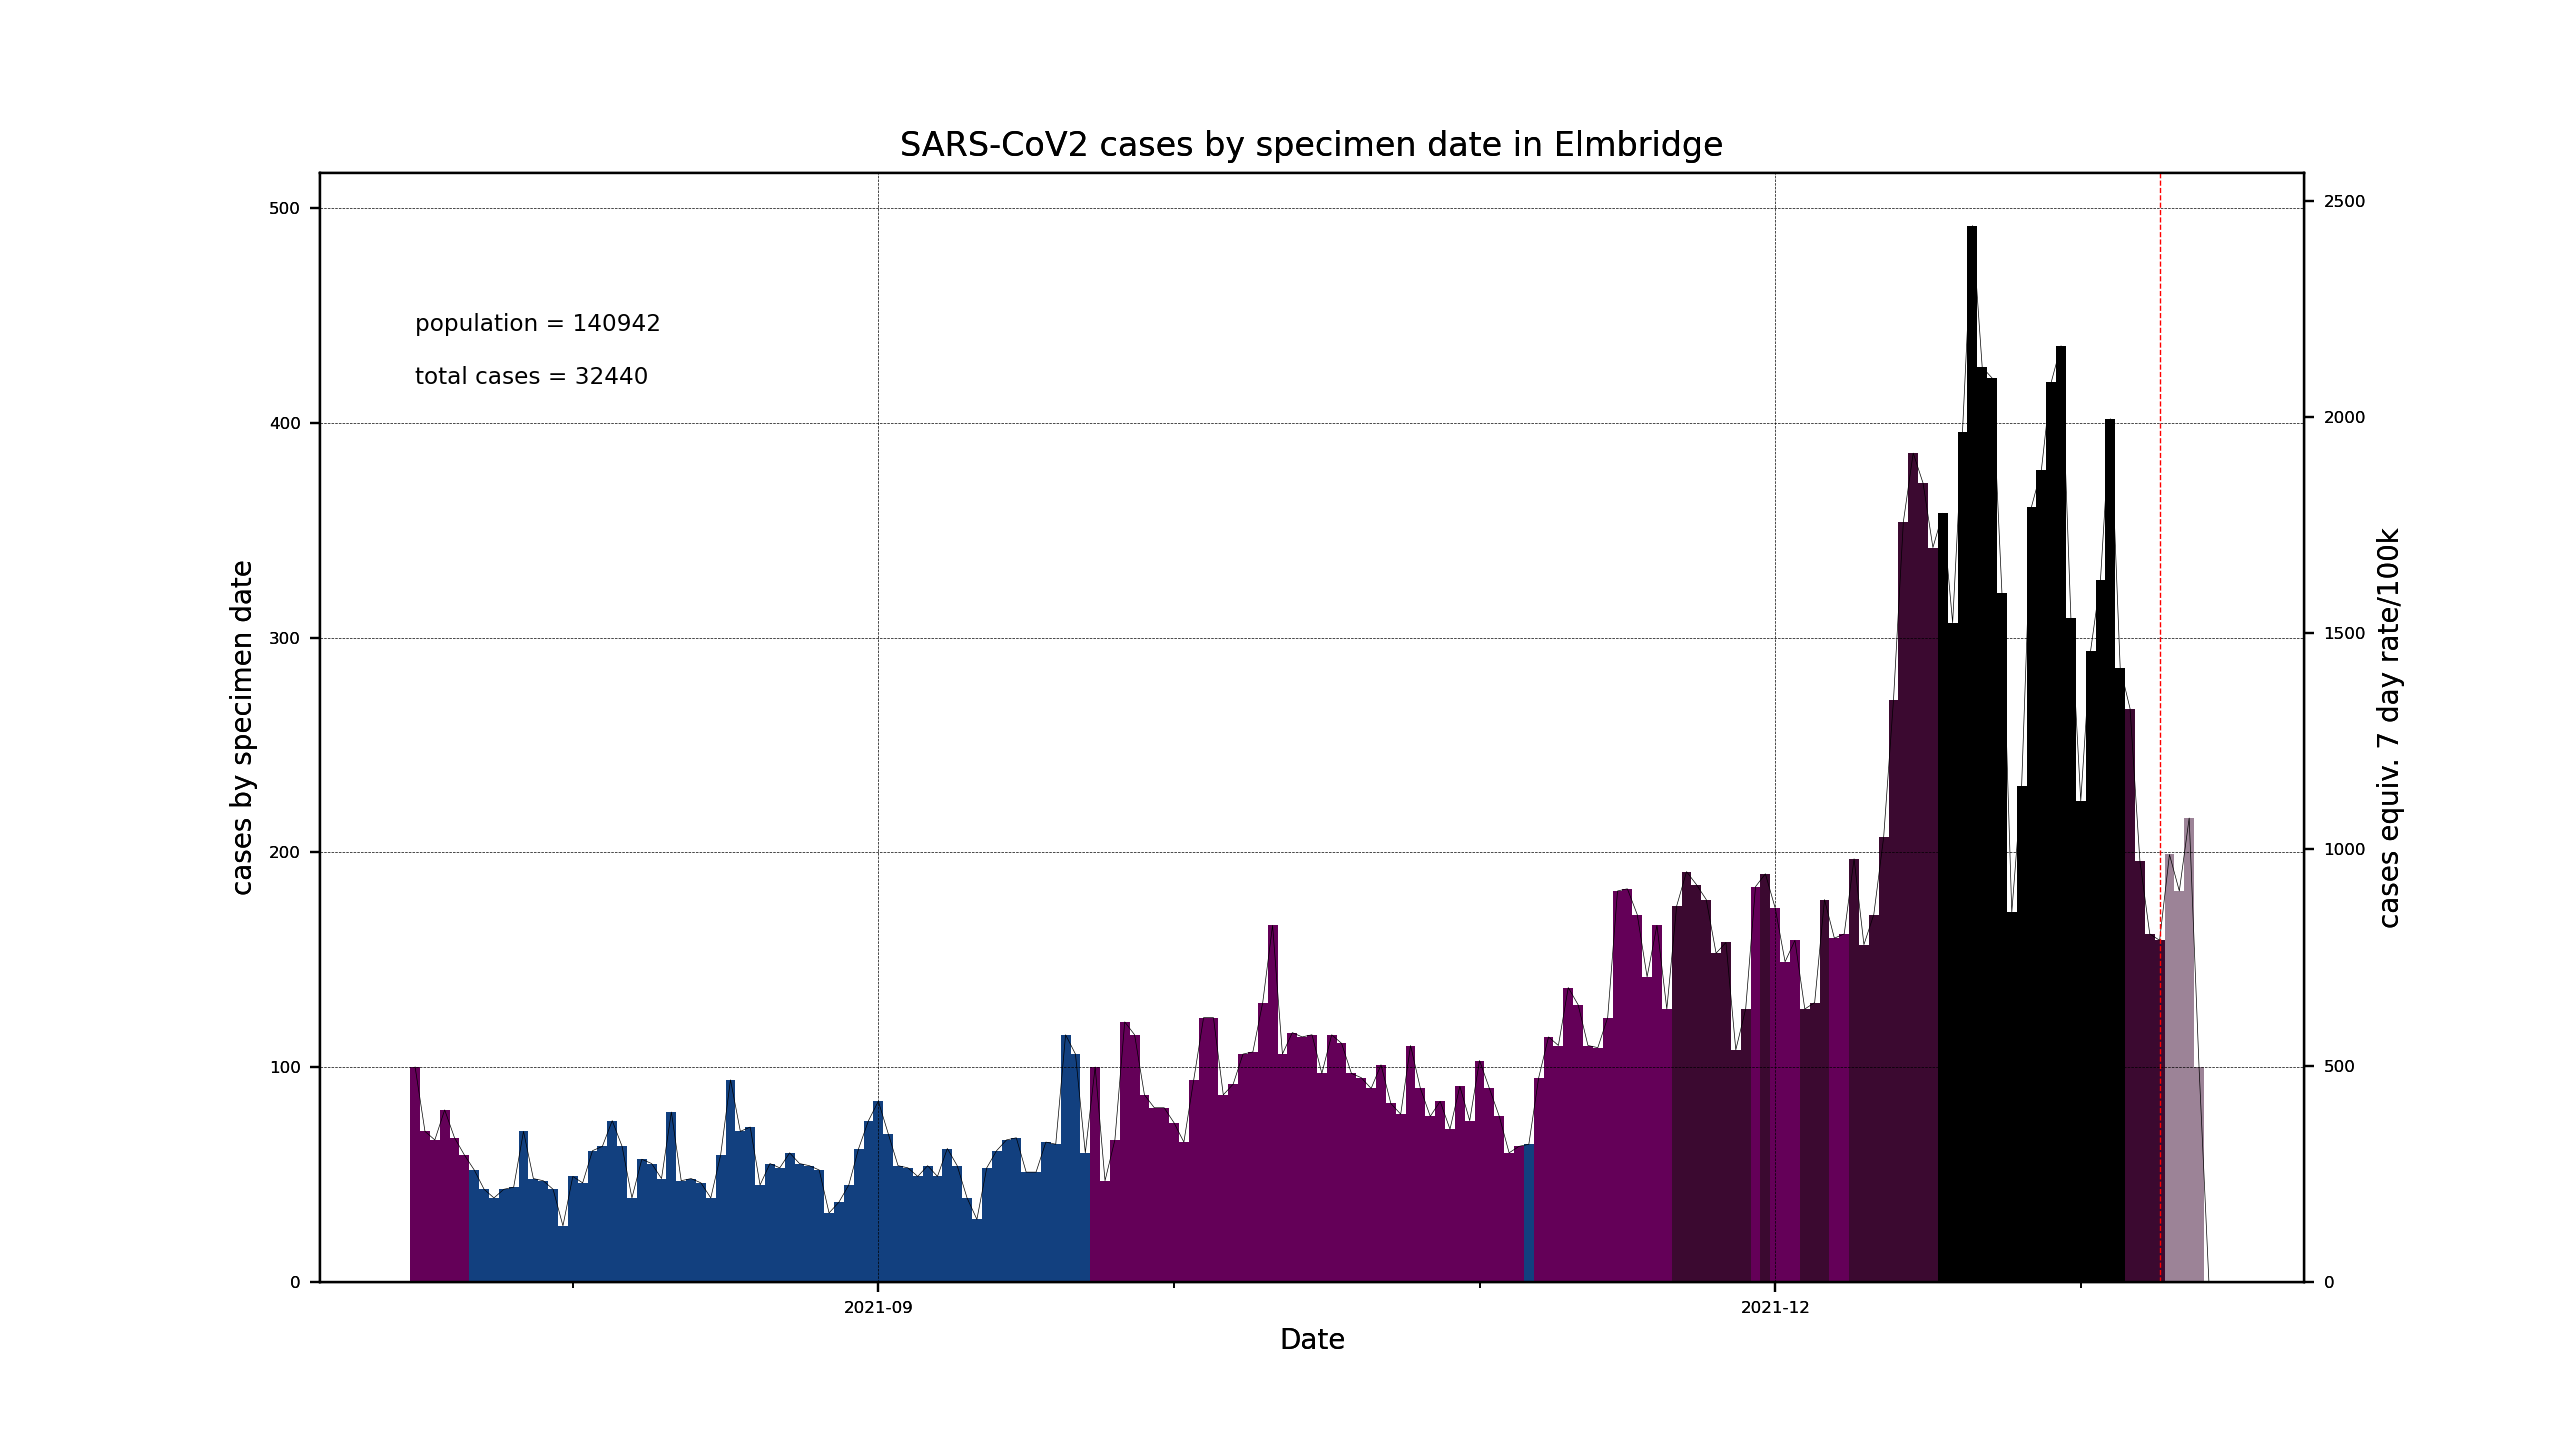 SARS-CoV2 cases by specimen date in Elmbridge
population = 140942
total cases = 32440
cases by specimen date
500
400
300
200
100
0
2500
2000
1500
1000
500
0
cases equiv. 7 day rate/100k
2021-09
2021-12
Date